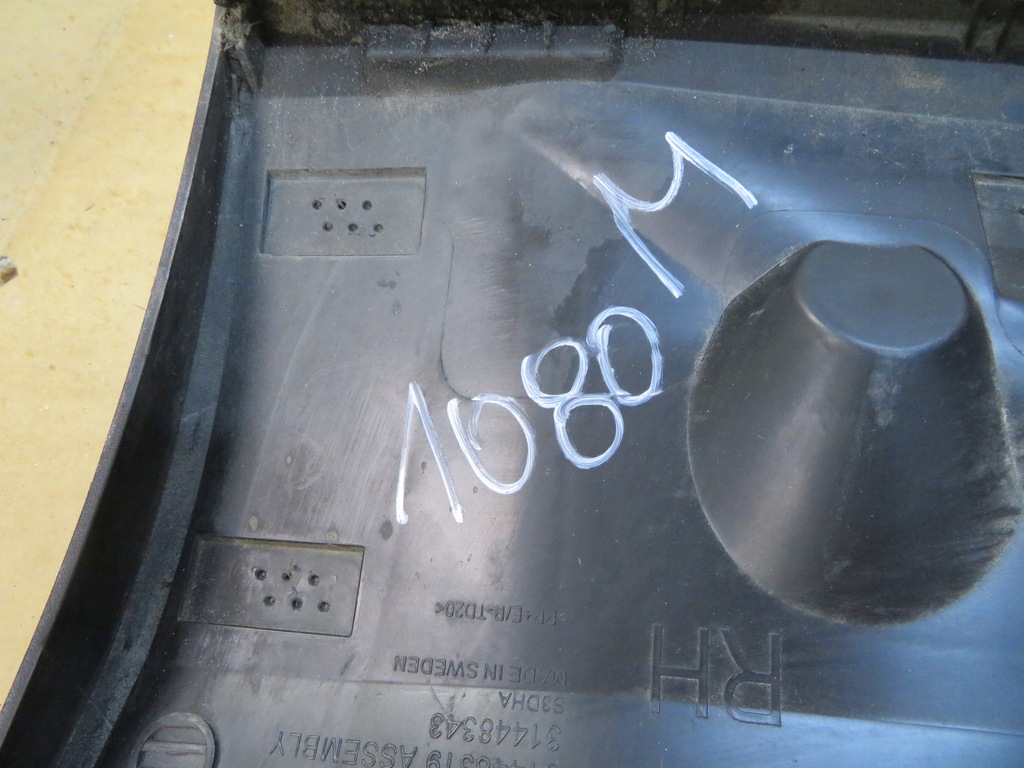 1080 M
>PP+E/R-TD20<
MADE IN SWEDEN
S3DHA
31448343
ASSEMBLY
RH